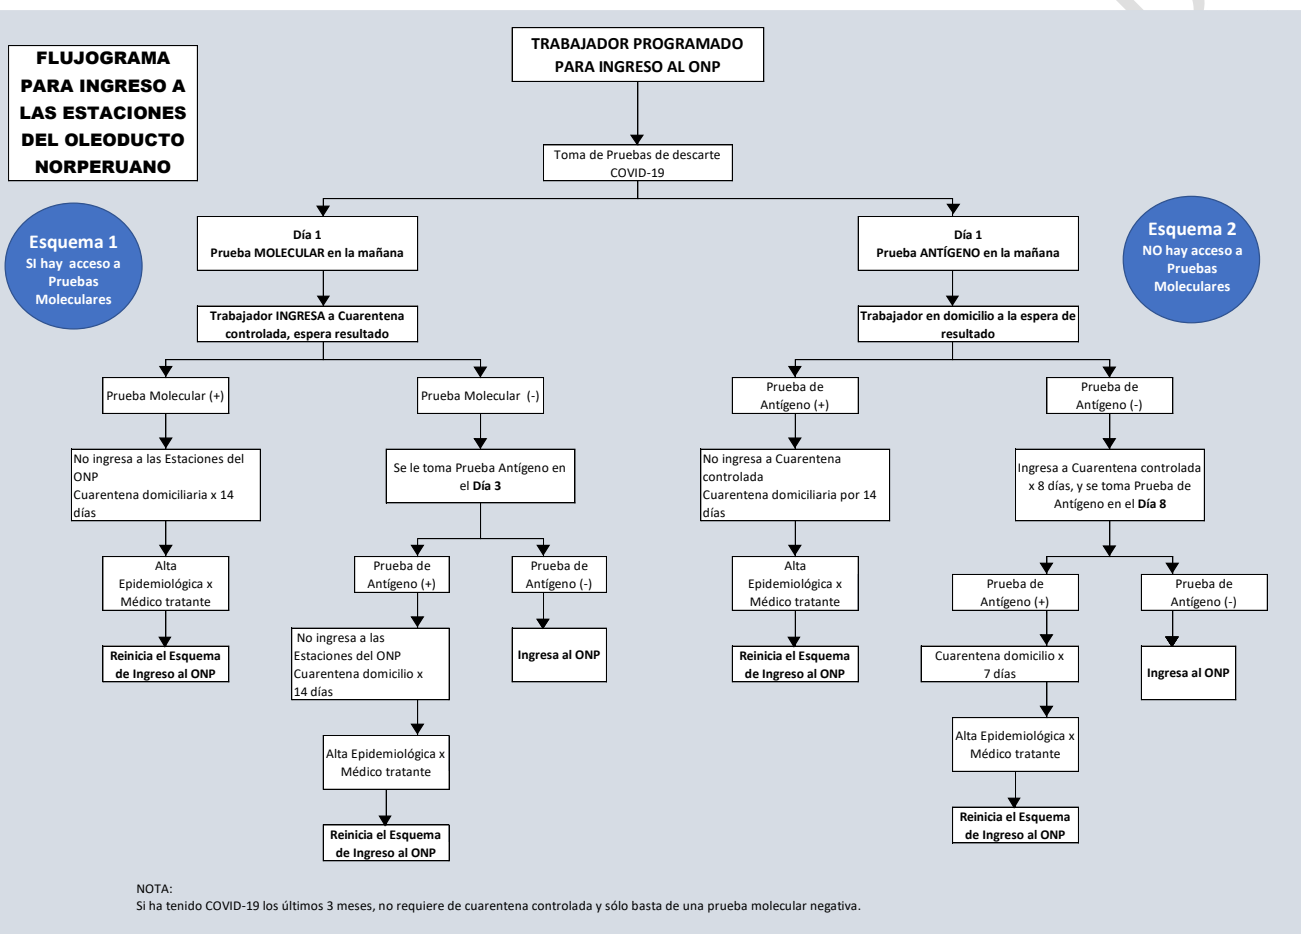 FLUJOGRAMA
PARA INGRESO A
LAS ESTACIONES
DEL OLEODUCTO
NORPERUANO
TRABAJADOR PROGRAMADO
PARA INGRESO AL ONP
Toma de Pruebas de descarte
COVID-19
Esquema 1
SI hay acceso a
Pruebas
Moleculares
Día 1
Prueba MOLECULAR en la mañana
Trabajador INGRESA a Cuarentena
controlada, espera resultado
Prueba Molecular (+)
No ingresa a las Estaciones del
ONP
Cuarentena domiciliaria x 14
días
Alta
Epidemiológica x
Médico tratante
Reinicia el Esquema
de Ingreso al ONP
Prueba Molecular (-)
Se le toma Prueba Antígeno en
el Día 3
Prueba de
Antígeno (+)
No ingresa a las
Estaciones del ONP
Cuarentena domicilio x
14 días
Alta Epidemiológica x
Médico tratante
Reinicia el Esquema
de Ingreso al ONP
Prueba de
Antígeno (-)
Ingresa al ONP
Esquema 2
NO hay acceso a
Pruebas
Moleculares
Día 1
Prueba ANTÍGENO en la mañana
Trabajador en domicilio a la espera de
resultado
Prueba de
Antígeno (+)
No ingresa a Cuarentena
controlada
Cuarentena domiciliaria por 14
días
Alta
Epidemiológica x
Médico tratante
Reinicia el Esquema
de Ingreso al ONP
Prueba de
Antígeno (-)
Ingresa a Cuarentena controlada
x 8 días, y se toma Prueba de
Antígeno en el Día 8
Prueba de
Antígeno (+)
Cuarentena domicilio x
7 días
Alta Epidemiológica x
Médico tratante
Reinicia el Esquema
de Ingreso al ONP
Prueba de
Antígeno (-)
Ingresa al ONP
NOTA:
Si ha tenido COVID-19 los últimos 3 meses, no requiere de cuarentena controlada y sólo basta de una prueba molecular negativa.